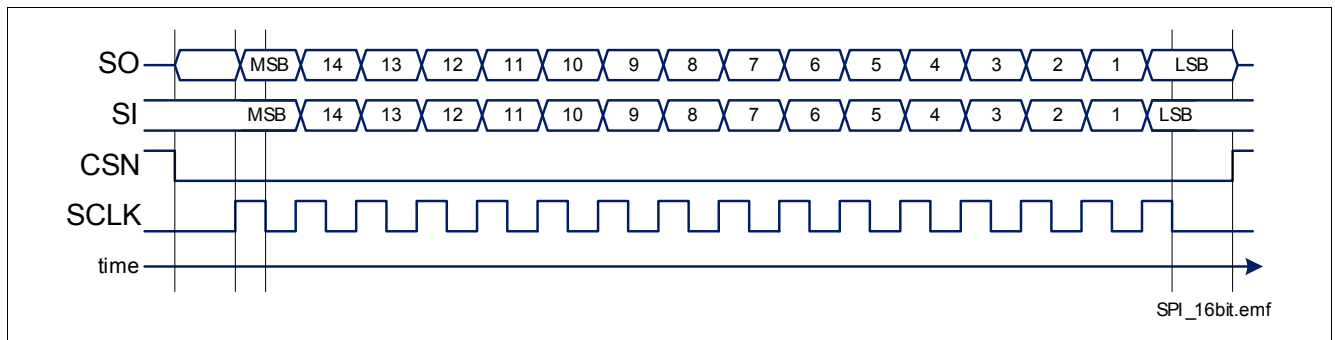 SO MSB 14 13 12 11 10 9 8 7 6 5 4 3 2 1 LSB
SI MSB 14 13 12 11 10 9 8 7 6 5 4 3 2 1 LSB
CSN
SCLK
time
SPI_16bit.emf